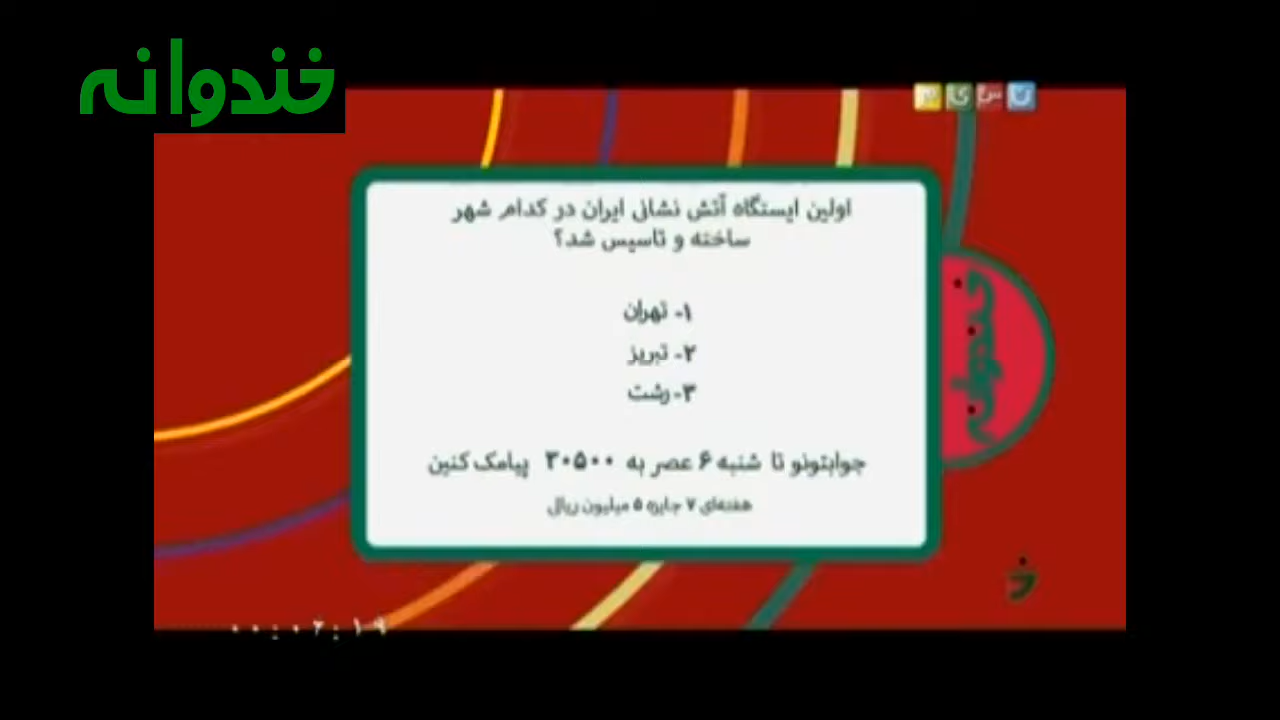 خندوانه
ن س ی م
اولین ایستگاه آتش نشانی ایران در کدام شهر
ساخته و تاسیس شد؟
۱- تهران
۲- تبریز
۳- رشت
جوابتونو تا شنبه ۶ عصر به ۳۰۵۰۰ پیامک کنین
هفته‌ای ۷ جایزه ۵ میلیون ریال
خندوانه